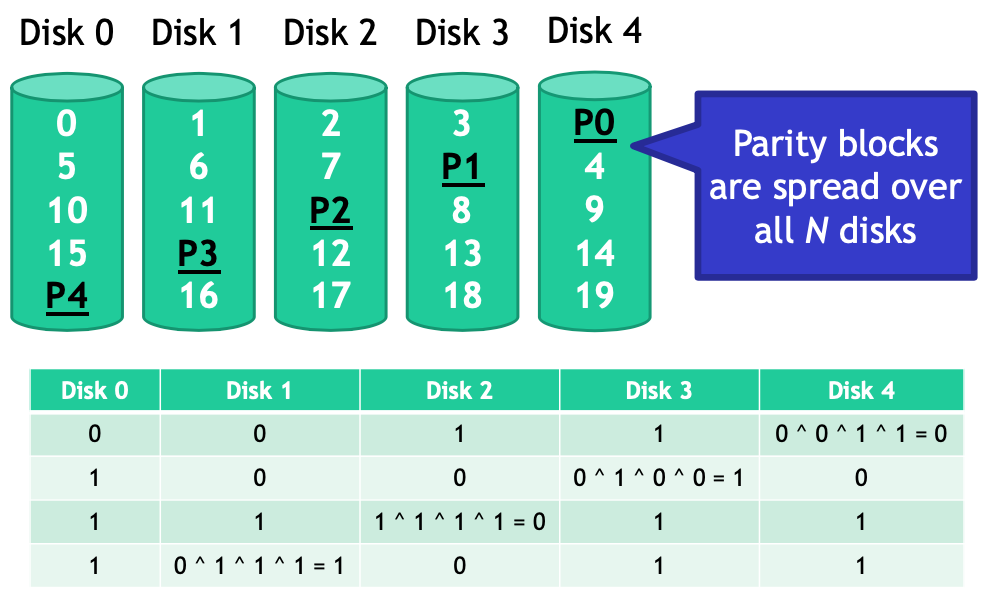 Disk 0 Disk 1 Disk 2 Disk 3 Disk 4
0 1 2 3 P0
5 6 7 P1 4
10 11 P2 8 9
15 P3 12 13 14
P4 16 17 18 19
Parity blocks
are spread over
all N disks
Disk 0 Disk 1 Disk 2 Disk 3 Disk 4
0 0 1 1 0 ^ 0 ^ 1 ^ 1 = 0
1 0 0 0 ^ 1 ^ 0 ^ 0 = 1 0
1 1 1 ^ 1 ^ 1 ^ 1 = 0 1 1
1 0 ^ 1 ^ 1 ^ 1 = 1 0 1 1